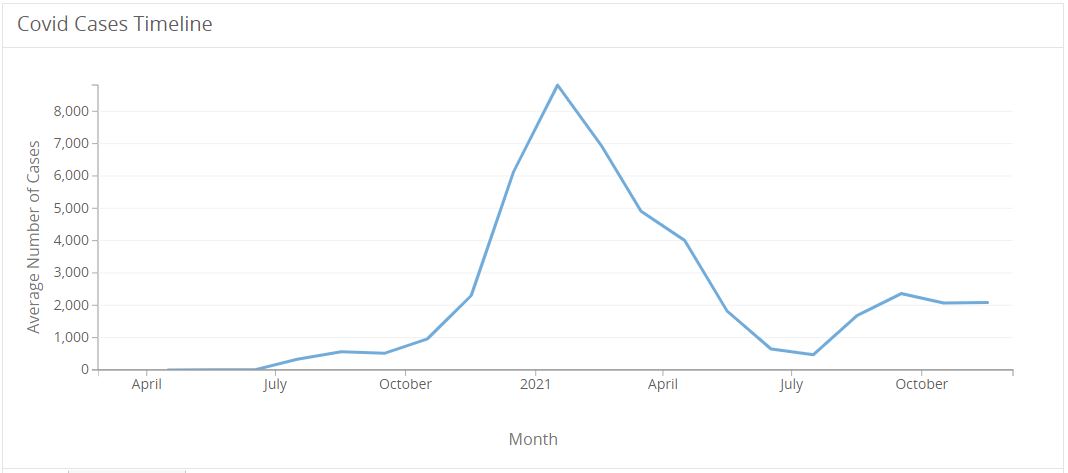 Covid Cases Timeline
Average Number of Cases
8,000
7,000
6,000
5,000
4,000
3,000
2,000
1,000
0
April July October 2021 April July October
Month